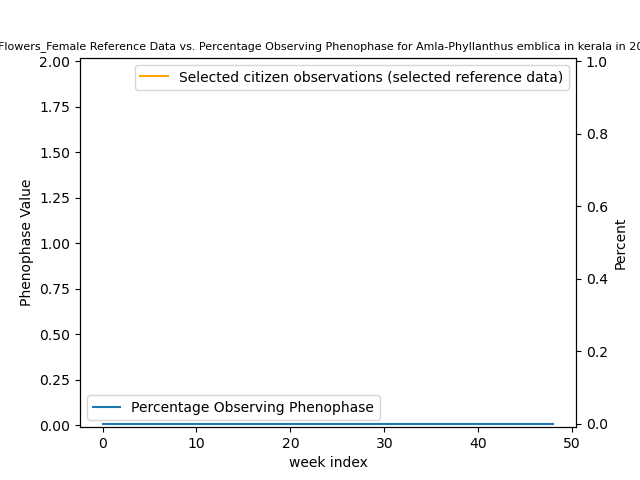 Flowers_Female Reference Data vs. Percentage Observing Phenophase for Amla-Phyllanthus emblica in kerala in 20
2.00
1.75
1.50
1.25
1.00
0.75
0.50
0.25
0.00
Phenophase Value
Selected citizen observations (selected reference data)
Percentage Observing Phenophase
1.0
0.8
0.6
0.4
0.2
0.0
Percent
0 10 20 30 40 50
week index